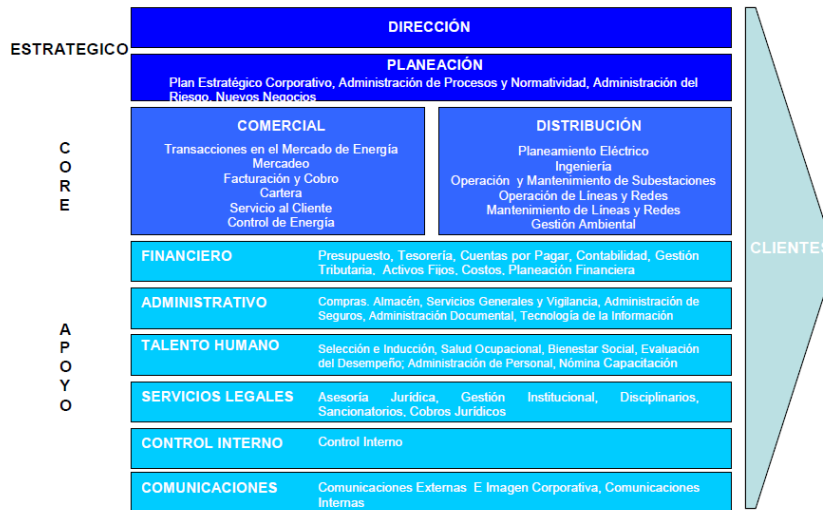 ESTRATEGICO
DIRECCIÓN
PLANEACIÓN
Plan Estratégico Corporativo, Administración de Procesos y Normatividad, Administración del
Riesgo, Nuevos Negocios
CORE
COMERCIAL
Transacciones en el Mercado de Energía
Mercadeo
Facturación y Cobro
Cartera
Servicio al Cliente
Control de Energía
DISTRIBUCIÓN
Planeamiento Eléctrico
Ingeniería
Operación y Mantenimiento de Subestaciones
Operación de Líneas y Redes
Mantenimiento de Líneas y Redes
Gestión Ambiental
APOYO
FINANCIERO
Presupuesto, Tesorería, Cuentas por Pagar, Contabilidad, Gestión
Tributaria, Activos Fijos, Costos, Planeación Financiera
ADMINISTRATIVO
Compras. Almacén, Servicios Generales y Vigilancia, Administración de
Seguros, Administración Documental, Tecnología de la Información
TALENTO HUMANO
Selección e Inducción, Salud Ocupacional, Bienestar Social, Evaluación
del Desempeño; Administración de Personal, Nómina Capacitación
SERVICIOS LEGALES
Asesoría Jurídica, Gestión Institucional, Disciplinarios,
Sancionatorios, Cobros Jurídicos
CONTROL INTERNO
Control Interno
COMUNICACIONES
Comunicaciones Externas E Imagen Corporativa, Comunicaciones
Internas
CLIENTES